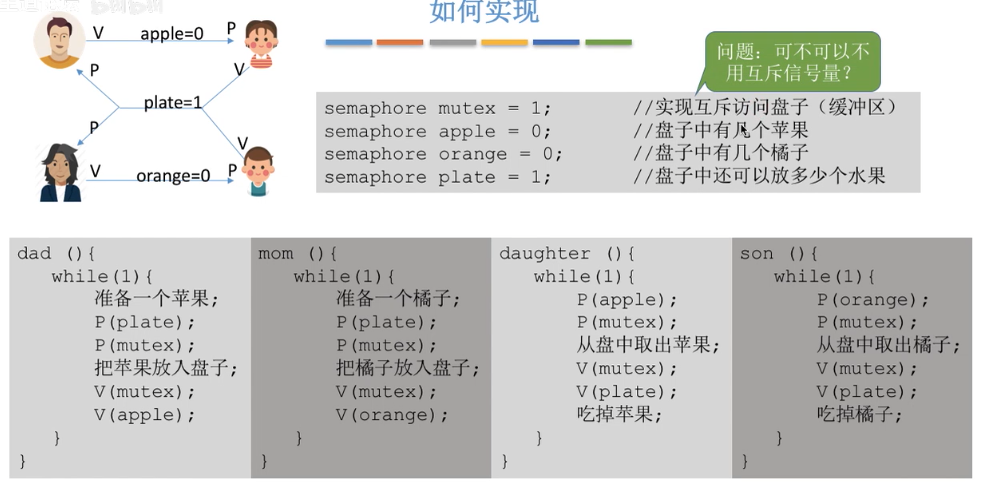 如何实现
V apple=0 P
P V
plate=1
P V
V orange=0 P
问题：可不可以不
用互斥信号量？
semaphore mutex = 1; //实现互斥访问盘子（缓冲区）
semaphore apple = 0; //盘子中有几个苹果
semaphore orange = 0; //盘子中有几个橘子
semaphore plate = 1; //盘子中还可以放多少个水果
dad (){
while(1){
准备一个苹果;
P(plate);
P(mutex);
把苹果放入盘子;
V(mutex);
V(apple);
}
}
mom (){
while(1){
准备一个橘子;
P(plate);
P(mutex);
把橘子放入盘子;
V(mutex);
V(orange);
}
}
daughter (){
while(1){
P(apple);
P(mutex);
从盘中取出苹果;
V(mutex);
V(plate);
吃掉苹果;
}
}
son (){
while(1){
P(orange);
P(mutex);
从盘中取出橘子;
V(mutex);
V(plate);
吃掉橘子;
}
}